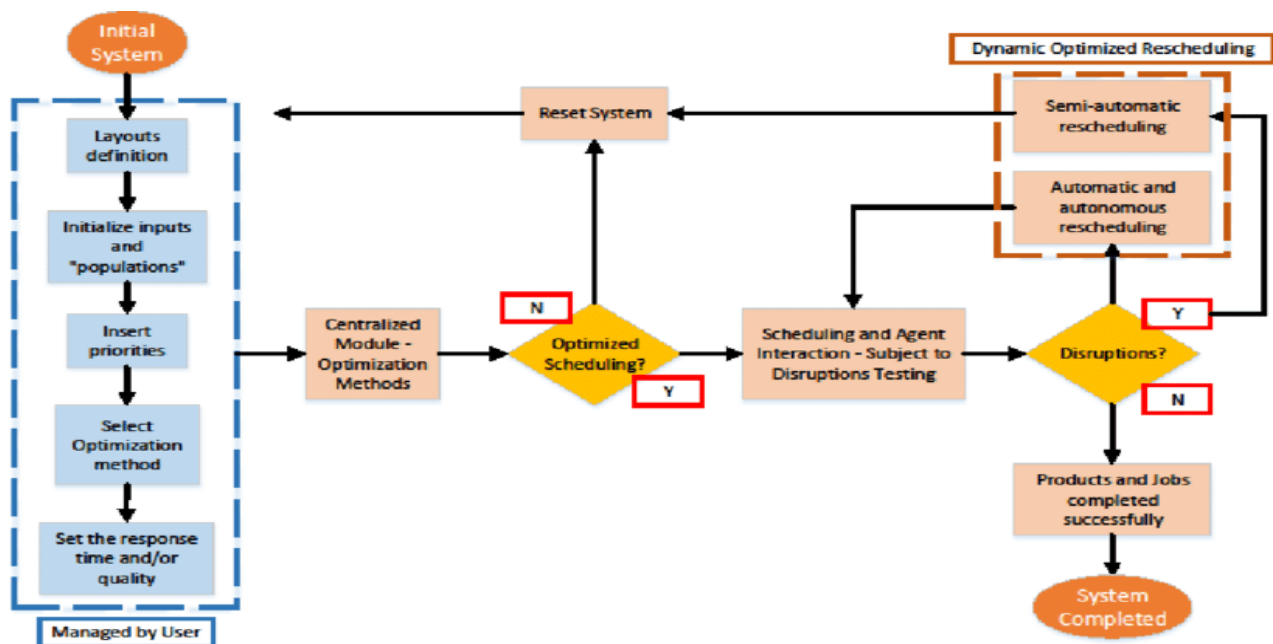 Initial
System
Layouts
definition
Initialize inputs
and
"populations"
Insert
priorities
Select
Optimization
method
Set the response
time and/or
quality
Managed by User
Centralized
Module -
Optimization
Methods
Optimized
Scheduling?
N
Y
Reset System
Scheduling and Agent
Interaction - Subject to
Disruptions Testing
Disruptions?
Y
N
Dynamic Optimized Rescheduling
Semi-automatic
rescheduling
Automatic and
autonomous
rescheduling
Products and Jobs
completed
successfully
System
Completed